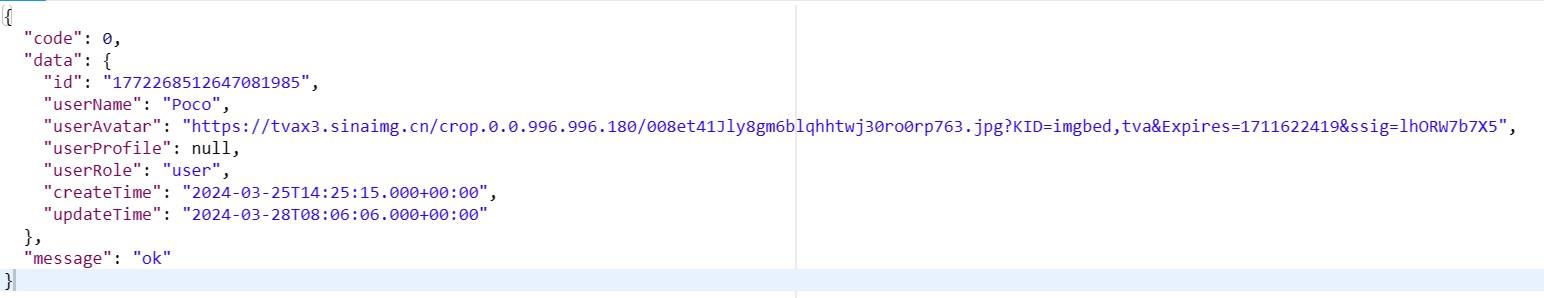 {
  "code": 0,
  "data": {
    "id": "1772268512647081985",
    "userName": "Poco",
    "userAvatar": "https://tvax3.sinaimg.cn/crop.0.0.996.996.180/008et41Jly8gm6blqhhtwj30ro0rp763.jpg?KID=imgbed,tva&Expires=1711622419&ssig=lhORW7b7X5",
    "userProfile": null,
    "userRole": "user",
    "createTime": "2024-03-25T14:25:15.000+00:00",
    "updateTime": "2024-03-28T08:06:06.000+00:00"
  },
  "message": "ok"
}